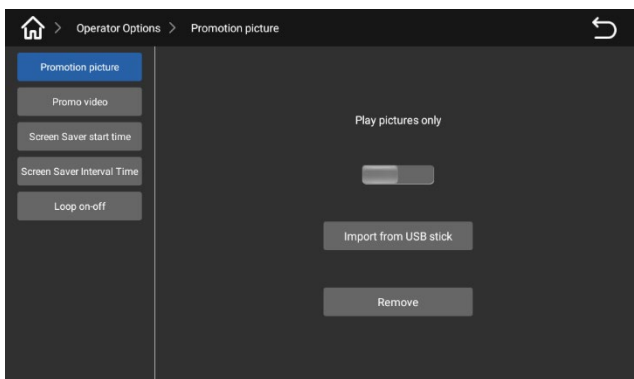 > Operator Options > Promotion picture
Promotion picture
Promo video
Screen Saver start time
Screen Saver Interval Time
Loop on-off
Play pictures only
Import from USB stick
Remove